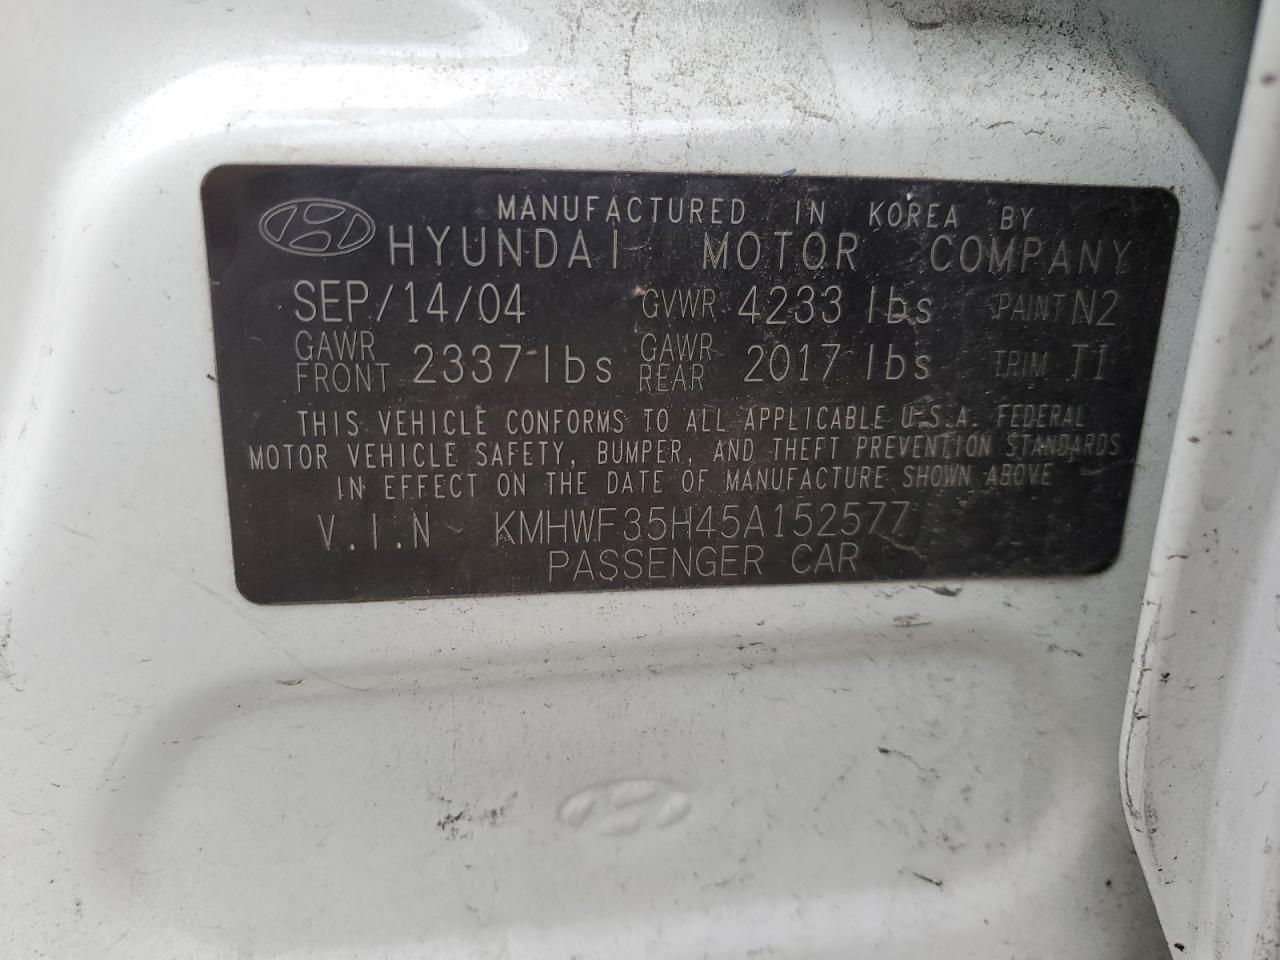 MANUFACTURED IN KOREA BY
HYUNDAI MOTOR COMPANY
SEP/14/04 GVWR 4233 lbs PAINT N2
GAWR FRONT 2337 lbs GAWR REAR 2017 lbs TRIM T1
THIS VEHICLE CONFORMS TO ALL APPLICABLE U.S.A. FEDERAL
MOTOR VEHICLE SAFETY, BUMPER, AND THEFT PREVENTION STANDARDS
IN EFFECT ON THE DATE OF MANUFACTURE SHOWN ABOVE
V.I.N KMHWF35H45A152577
PASSENGER CAR